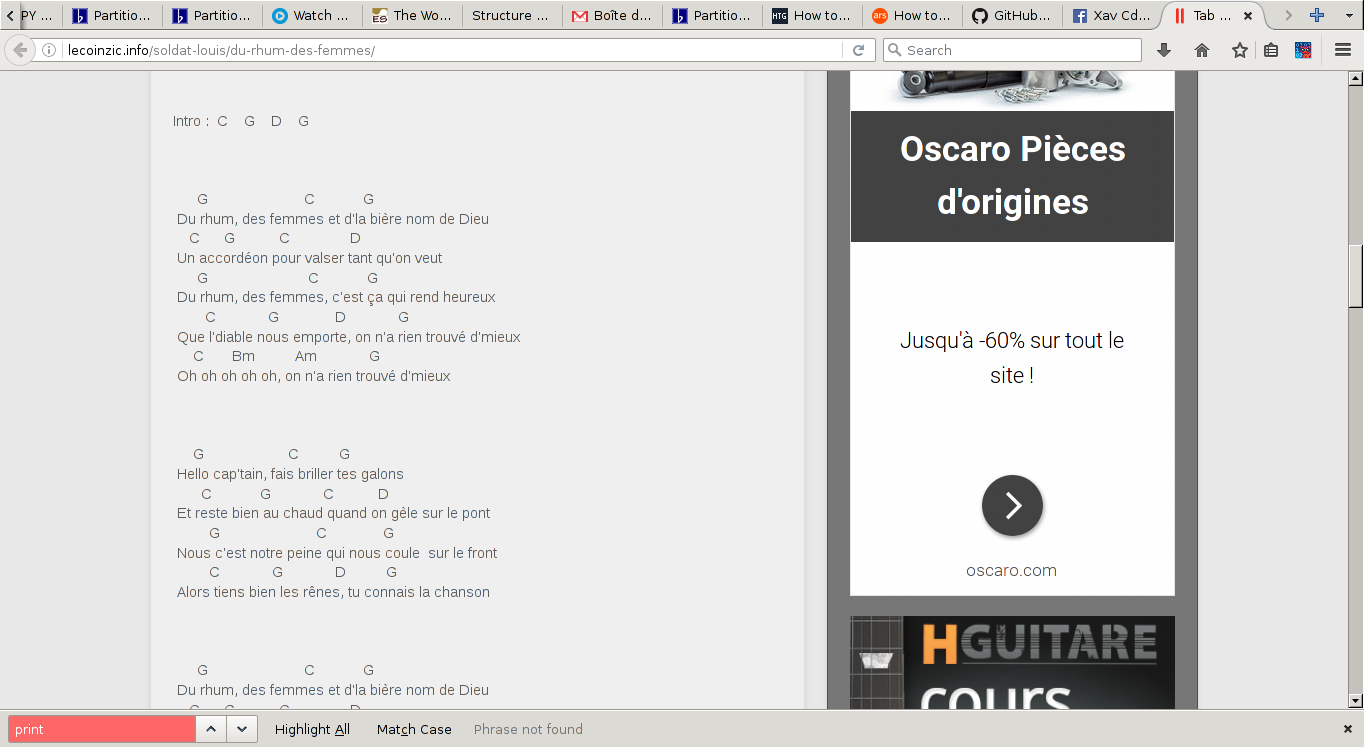 PY ... Partitio... Partitio... Watch ... The Wo... Structure ... Boîte d... Partitio... How to... How to... GitHub... Xav Cd... Tab ...
lecoinzic.info/soldat-louis/du-rhum-des-femmes/ Search
Intro : C G D G
G C G
Du rhum, des femmes et d'la bière nom de Dieu
C G C D
Un accordéon pour valser tant qu'on veut
G C G
Du rhum, des femmes, c'est ça qui rend heureux
C G D G
Que l'diable nous emporte, on n'a rien trouvé d'mieux
C Bm Am G
Oh oh oh oh oh, on n'a rien trouvé d'mieux
G C G
Hello cap'tain, fais briller tes galons
C G C D
Et reste bien au chaud quand on gèle sur le pont
G C G
Nous c'est notre peine qui nous coule sur le front
C G D G
Alors tiens bien les rênes, tu connais la chanson
G C G
Du rhum, des femmes et d'la bière nom de Dieu
C G C D
Oscaro Pièces
d'origines
Jusqu'à -60% sur tout le
site !
oscaro.com
HGUITARE
cours
print Highlight All Match Case Phrase not found